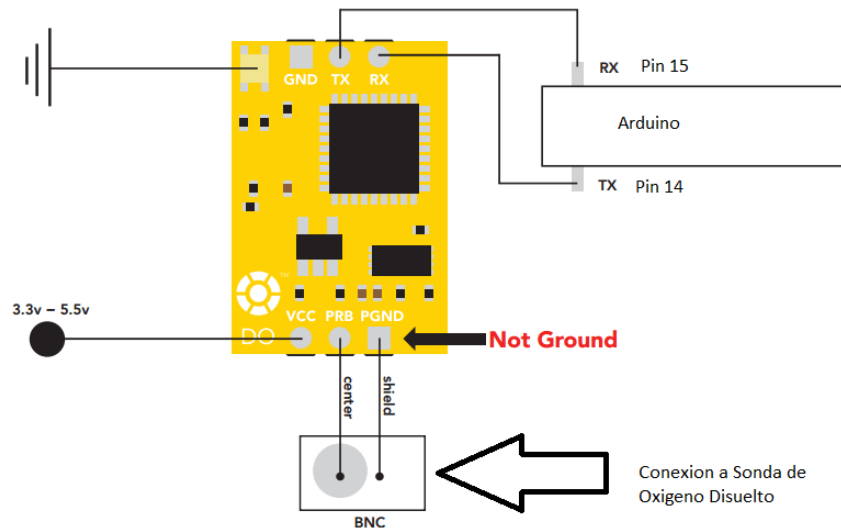 GND TX RX
RX Pin 15
Arduino
TX Pin 14
3.3v – 5.5v
™
VCC PRB PGND
DO
Not Ground
center
shield
BNC
Conexion a Sonda de
Oxigeno Disuelto